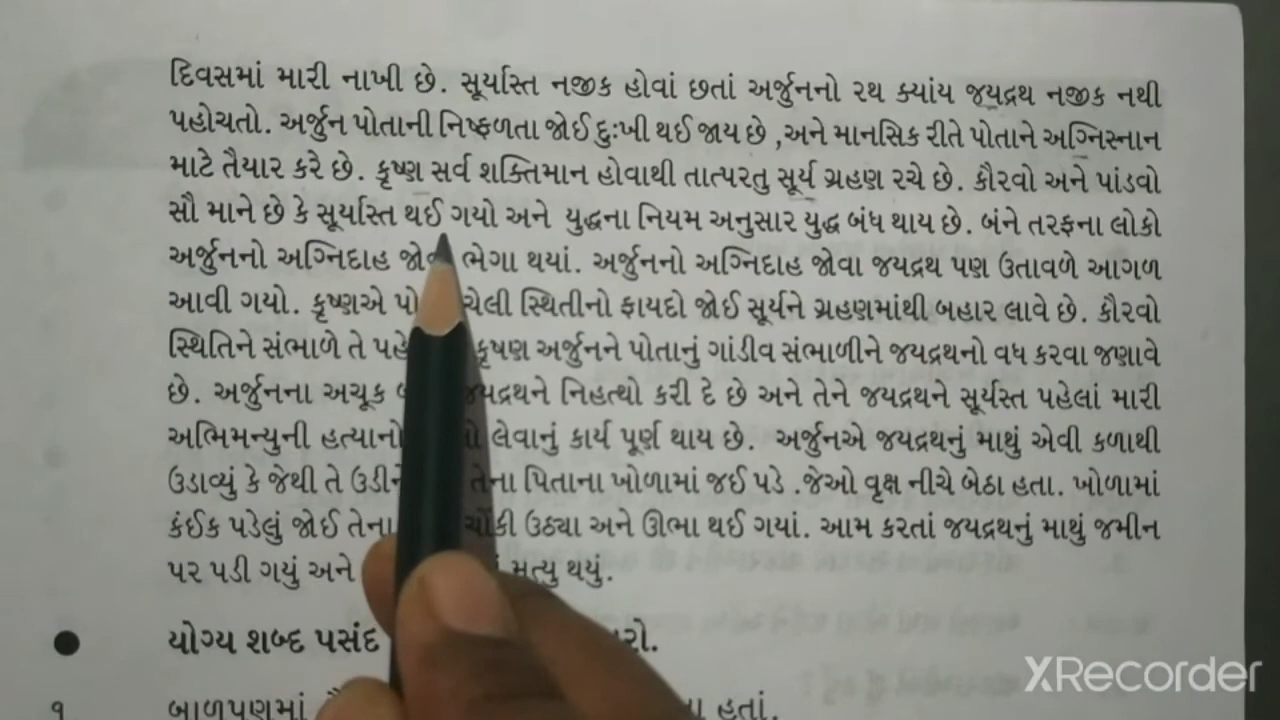 દિવસમાં મારી નાખી છે. સૂર્યાસ્ત નજીક હોવાં છતાં અર્જુનનો રથ ક્યાંય જયદ્રથ નજીક નથી
પહોચતો. અર્જુન પોતાની નિષ્ફળતા જોઈ દુઃખી થઈ જાય છે ,અને માનસિક રીતે પોતાને અગ્નિસ્નાન
માટે તૈયાર કરે છે. કૃષ્ણ સર્વ શક્તિમાન હોવાથી તાત્પરતુ સૂર્ય ગ્રહણ રચે છે. કૌરવો અને પાંડવો
સૌ માને છે કે સૂર્યાસ્ત થઈ ગયો અને યુદ્ધના નિયમ અનુસાર યુદ્ધ બંધ થાય છે. બંને તરફના લોકો
અર્જુનનો અગ્નિદાહ ભેગા થયાં. અર્જુનનો અગ્નિદાહ જોવા જયદ્રથ પણ ઉતાવળે આગળ
આવી ગયો. કૃષ્ણએ સ્થિતીનો ફાયદો જોઈ સૂર્યને ગ્રહણમાંથી બહાર લાવે છે. કૌરવો
સ્થિતિને સંભાળે તે કૃષણ અર્જુનને પોતાનું ગાંડીવ સંભાળીને જયદ્રથનો વધ કરવા જણાવે
છે. અર્જુનના અચૂક જયદ્રથને નિહત્થો કરી દે છે અને તેને જયદ્રથને સૂર્યસ્ત પહેલાં મારી
અભિમન્યુની હત્યાનો લેવાનું કાર્ય પૂર્ણ થાય છે. અર્જુનએ જયદ્રથનું માથું એવી કળાથી
ઉડાવ્યું કે જેથી તે ઉડીને તેના પિતાના ખોળામાં જઈ પડે .જેઓ વૃક્ષ નીચે બેઠા હતા. ખોળામાં
કંઈક પડેલું જોઈ તેના ચોંકી ઉઠ્યા અને ઊભા થઈ ગયાં. આમ કરતાં જયદ્રથનું માથું જમીન
પર પડી ગયું અને મત્યુ થયું.
● યોગ્ય શબ્દ પસંદ
૧ બાળપણમાં હતાં.
XRecorder